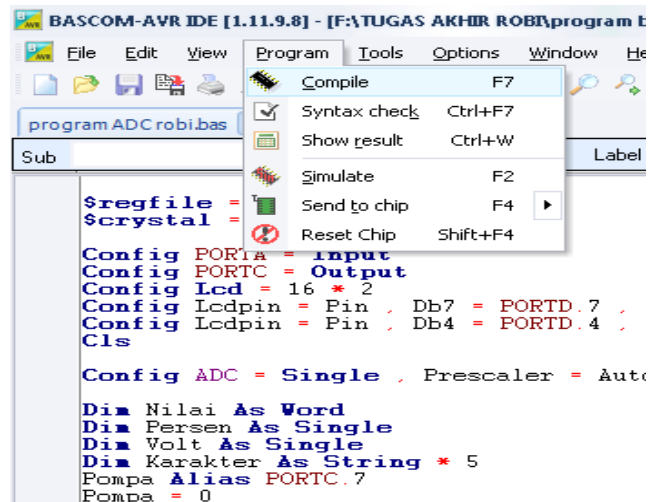 BASCOM-AVR IDE [1.11.9.8] - [F:\TUGAS AKHIR ROBI\program b
File Edit View Program Tools Options Window He
Compile F7
program ADC robi.bas
Syntax check Ctrl+F7
Show result Ctrl+W
Sub
Label
Simulate F2
Send to chip F4
Reset Chip Shift+F4
$regfile =
$crystal =
Config PORTA = Input
Config PORTC = Output
Config Lcd = 16 * 2
Config Lcdpin = Pin , Db7 = PORTD.7 ,
Config Lcdpin = Pin , Db4 = PORTD.4 ,
Cls
Config ADC = Single , Prescaler = Auto
Dim Nilai As Word
Dim Persen As Single
Dim Volt As Single
Dim Karakter As String * 5
Pompa Alias PORTC.7
Pompa = 0